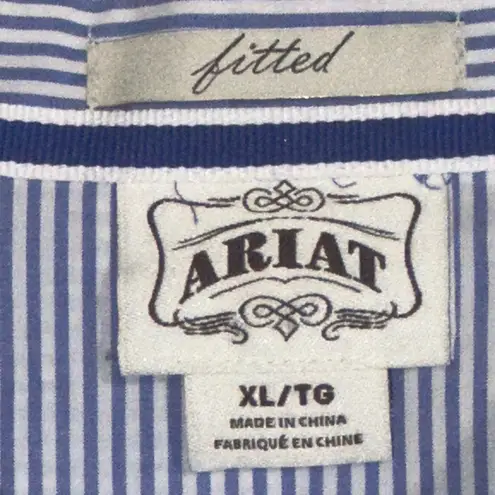 fitted
ARIAT
XL/TG
MADE IN CHINA
FABRIQUÉ EN CHINE